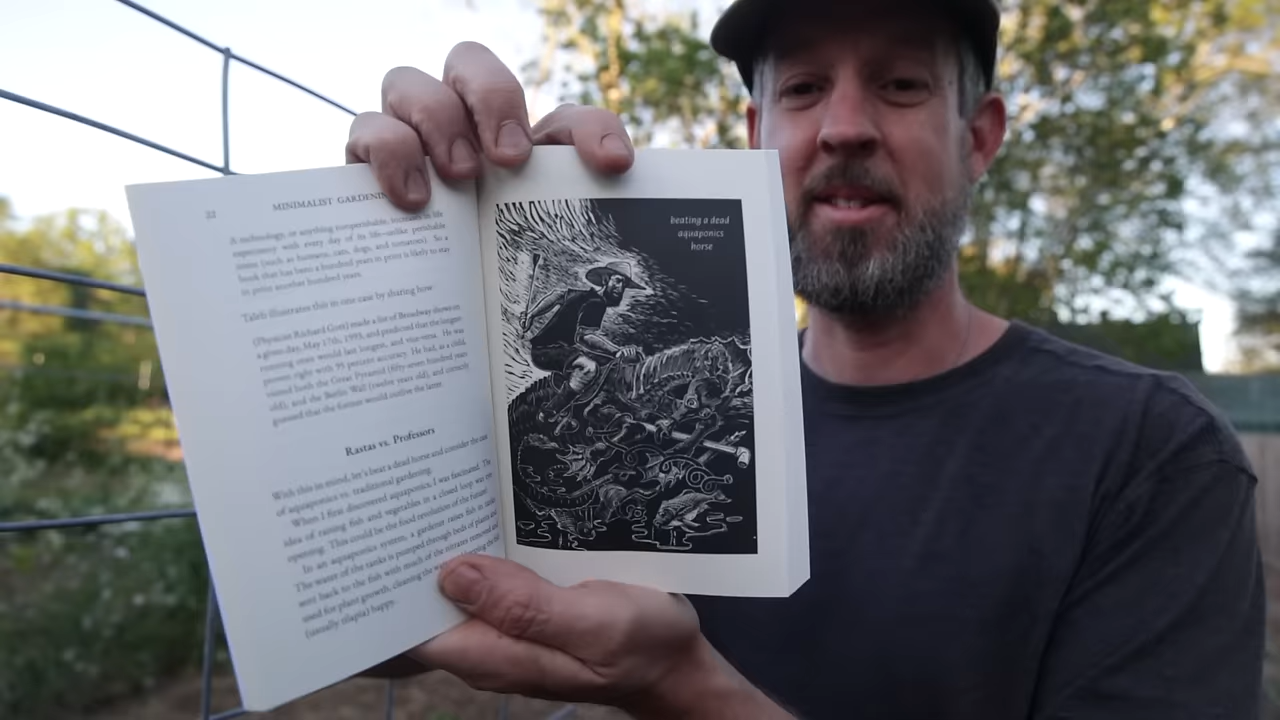 32
MINIMALIST GARDENIN
A technology, or anything nonperishable, increases in life
expectancy with every day of its life—unlike perishable
items (such as humans, cats, dogs, and tomatoes). So a
book that has been a hundred years in print is likely to stay
in print another hundred years.
Taleb illustrates this in one case by sharing how
(Physicist Richard Gott) made a list of Broadway shows on
a given day, May 17th, 1993, and predicted that the longest-
running ones would last longest, and vice-versa. He was
proven right with 95 percent accuracy. He had, as a child,
visited both the Great Pyramid (fifty-seven hundred years
old), and the Berlin Wall (twelve years old), and correctly
guessed that the former would outlive the latter.
Rastas vs. Professors
With this in mind, let's beat a dead horse and consider the case
of aquaponics vs. traditional gardening.
When I first discovered aquaponics, I was fascinated. The
idea of raising fish and vegetables in a closed loop was eye-
opening. This could be the food revolution of the Future!
In an aquaponics system, a gardener raises fish in tanks
The water of the tanks is pumped through beds of plants and
sent back to the fish with much of the nitrates removed and
used for plant growth, cleaning the wa keeping the fish
(usually tilapia) happy.
beating a dead
aquaponics
horse